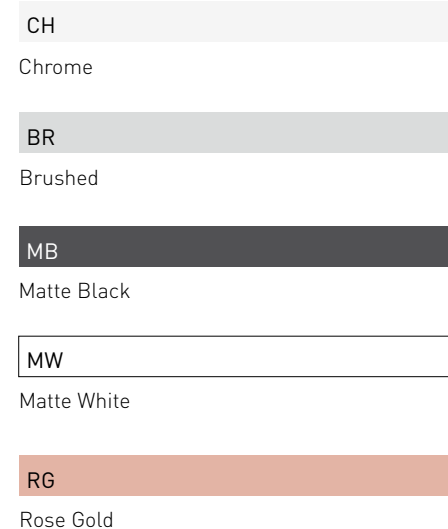 CH
Chrome
BR
Brushed
MB
Matte Black
MW
Matte White
RG
Rose Gold